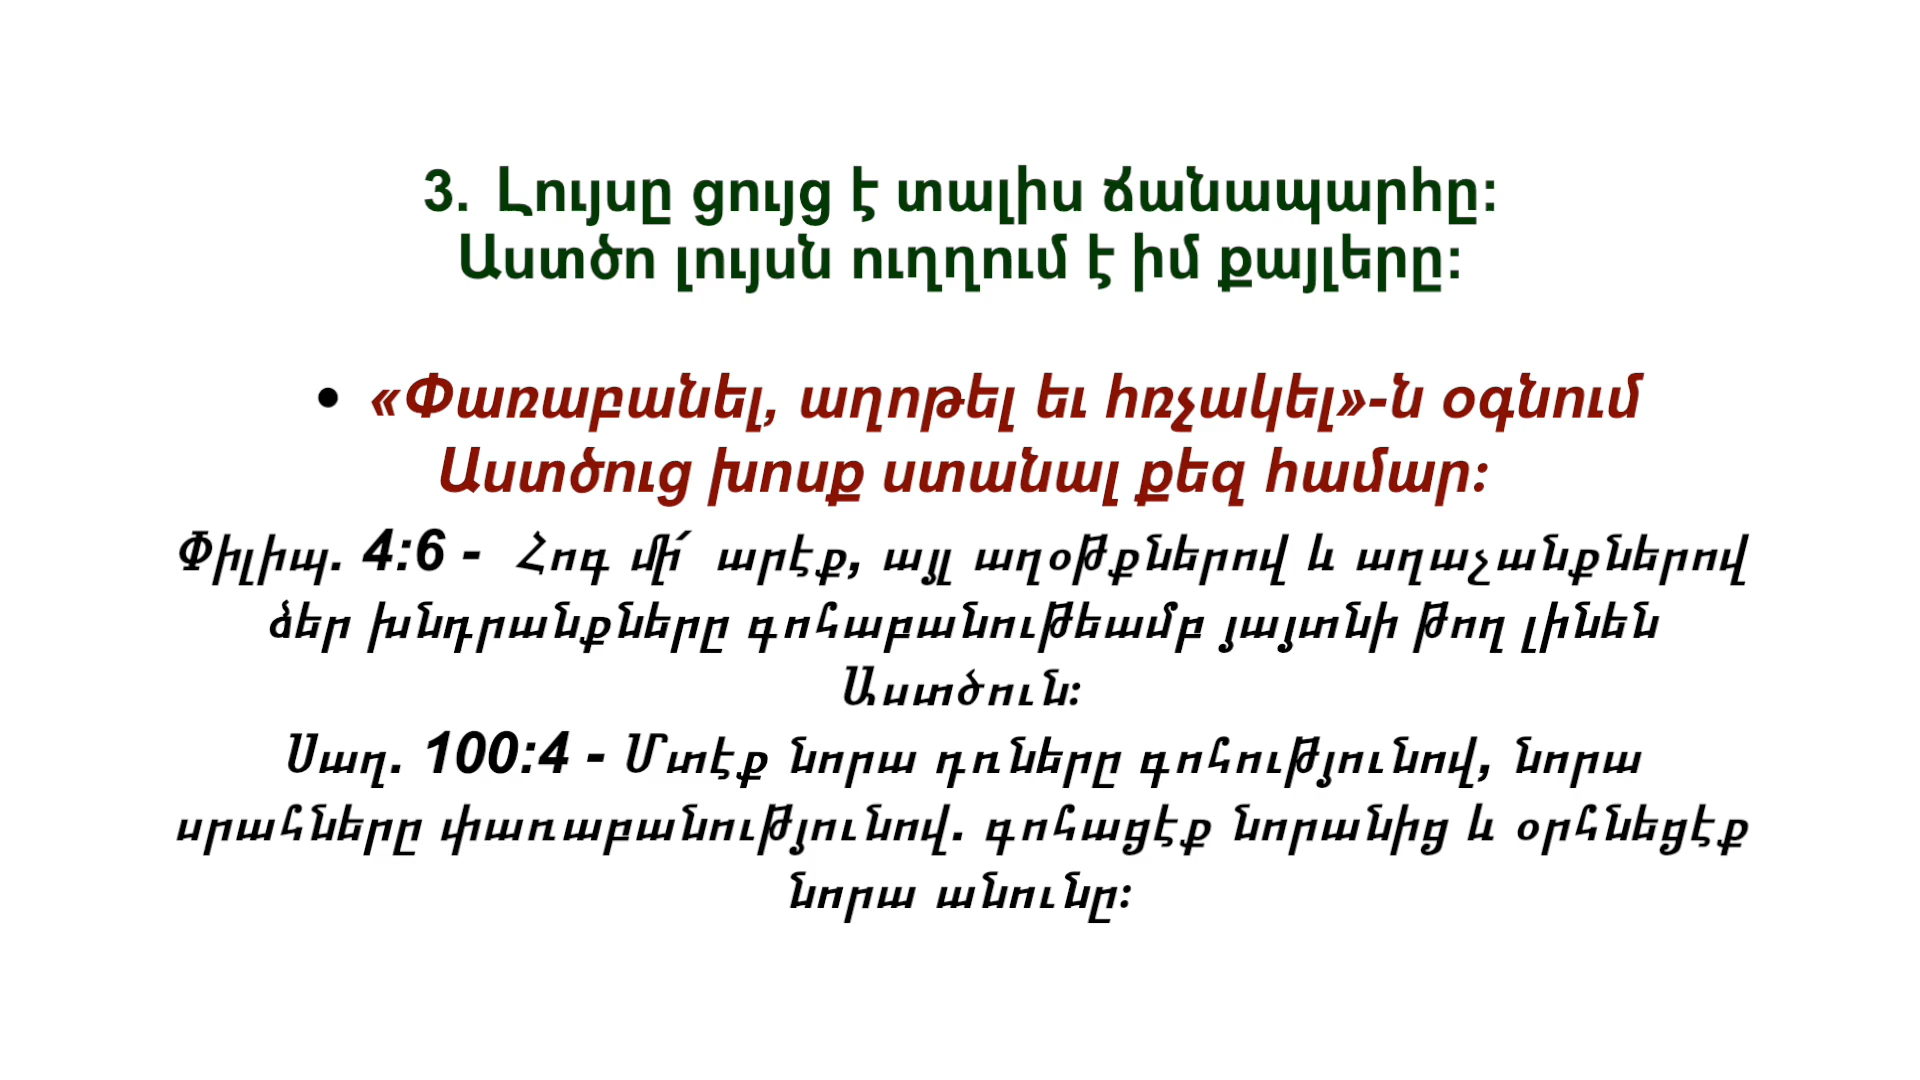 3. Լույսը ցույց է տալիս ճանապարհը:
Աստծո լույսն ուղղում է իմ քայլերը:
• «Փառաբանել, աղոթել եւ հռչակել»-ն օգնում
Աստծուց խոսք ստանալ քեզ համար:
Փիլիպ. 4:6 - Հոգ մի՛ արէք, այլ աղօթքներով և աղաչանքներով
ձեր խնդրանքները գոհաբանութեամբ յայտնի թող լինեն
Աստծուն:
Սաղ. 100:4 - Մտէք նորա դռները գոհությունով, նորա
սրահները փառաբանությունով. գոհացէք նորանից և օրհնեցէք
նորա անունը: